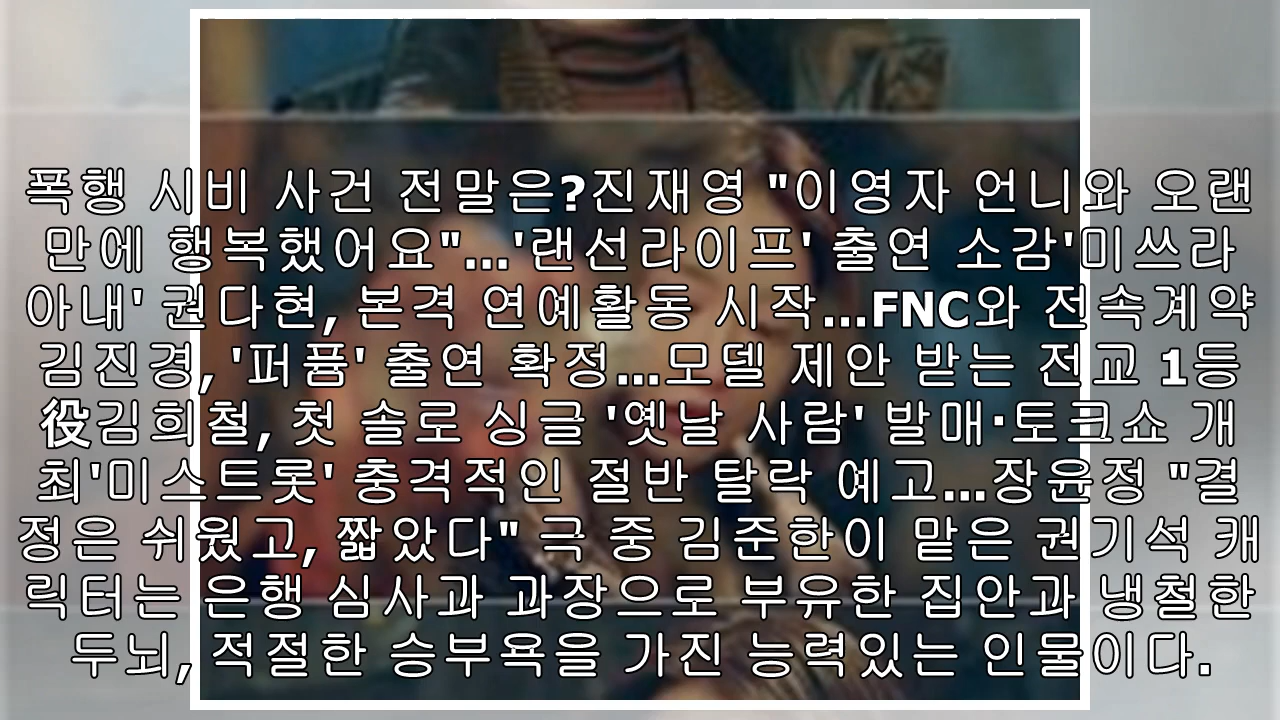 폭행 시비 사건 전말은?진재영 "이영자 언니와 오랜
만에 행복했어요"...'랜선라이프' 출연 소감'미쓰라
아내' 권다현, 본격 연예활동 시작...FNC와 전속계약
김진경, '퍼퓸' 출연 확정...모델 제안 받는 전교 1등
役김희철, 첫 솔로 싱글 '옛날 사람' 발매·토크쇼 개
최'미스트롯' 충격적인 절반 탈락 예고...장윤정 "결
정은 쉬웠고, 짧았다" 극 중 김준한이 맡은 권기석 캐
릭터는 은행 심사과 과장으로 부유한 집안과 냉철한
두뇌, 적절한 승부욕을 가진 능력있는 인물이다.